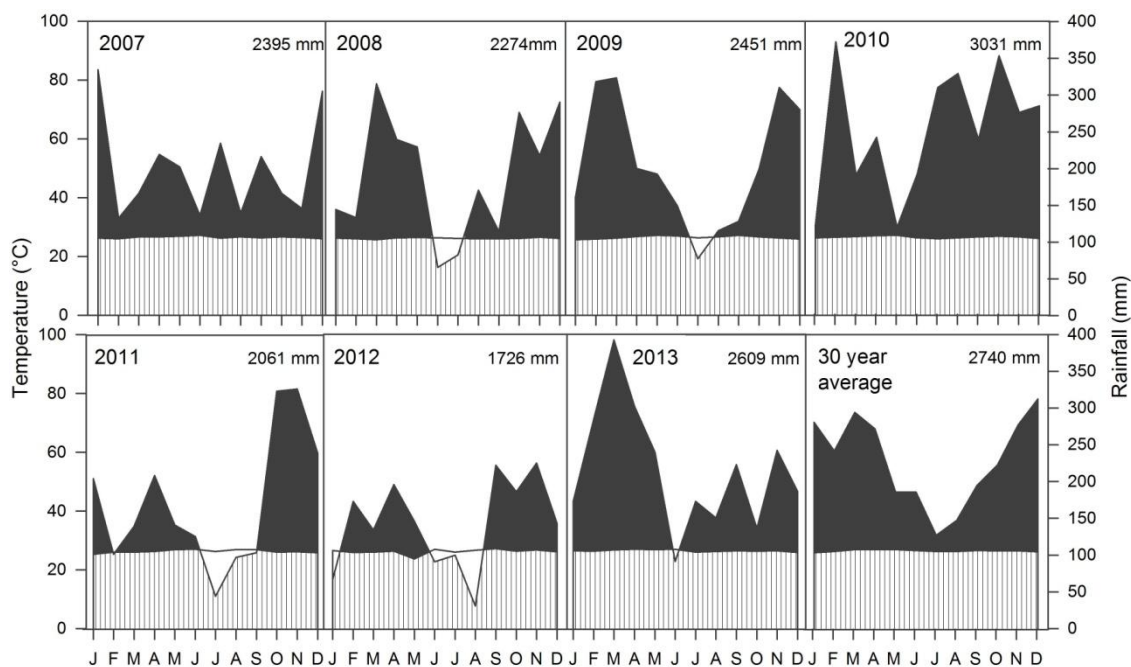 100
80
60
40
20
0
2007
2395 mm
2008
2274mm
2009
2451 mm
2010
3031 mm
400
350
300
250
200
150
100
50
0
Temperature (°C)
Rainfall (mm)
100
80
60
40
20
0
2011
2061 mm
2012
1726 mm
2013
2609 mm
30 year
average
2740 mm
400
350
300
250
200
150
100
50
0
J F M A M J J A S O N D
J F M A M J J A S O N D
J F M A M J J A S O N D
J F M A M J J A S O N D